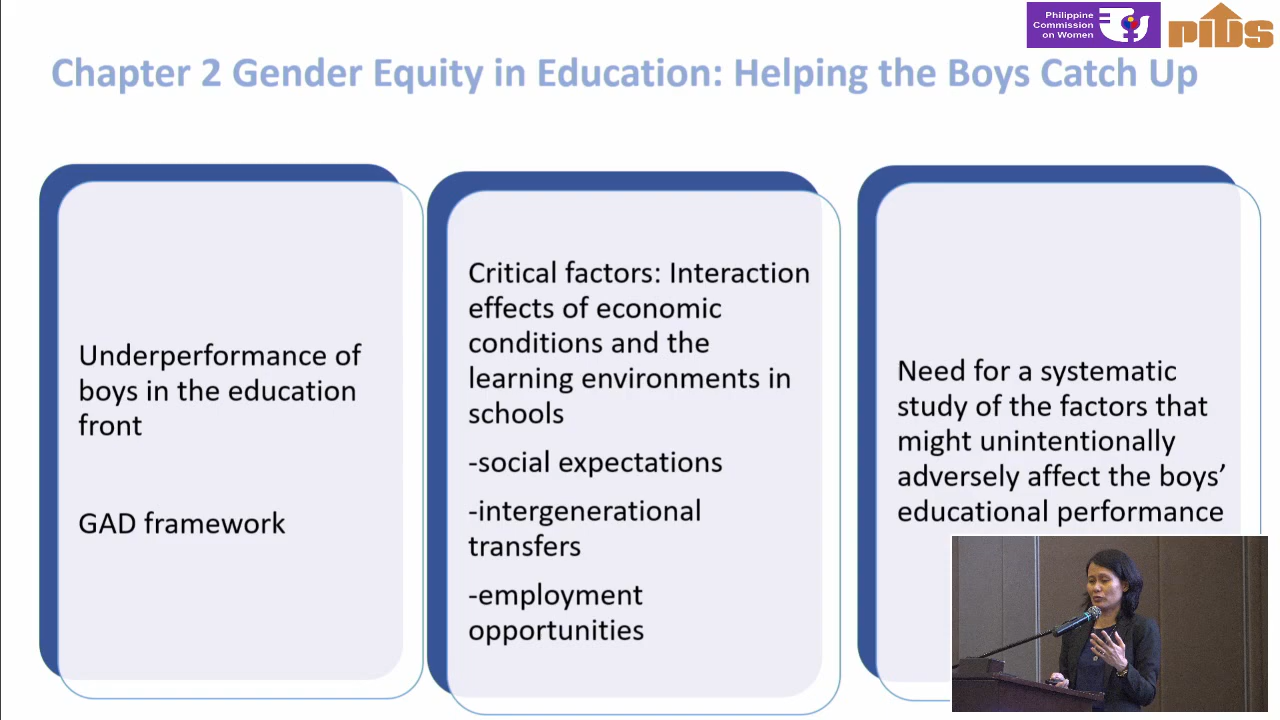 Philippine
Commission
on Women
PIDS
Chapter 2 Gender Equity in Education: Helping the Boys Catch Up
Underperformance of
boys in the education
front
GAD framework
Critical factors: Interaction
effects of economic
conditions and the
learning environments in
schools
-social expectations
-intergenerational
transfers
-employment
opportunities
Need for a systematic
study of the factors that
might unintentionally
adversely affect the boys’
educational performance